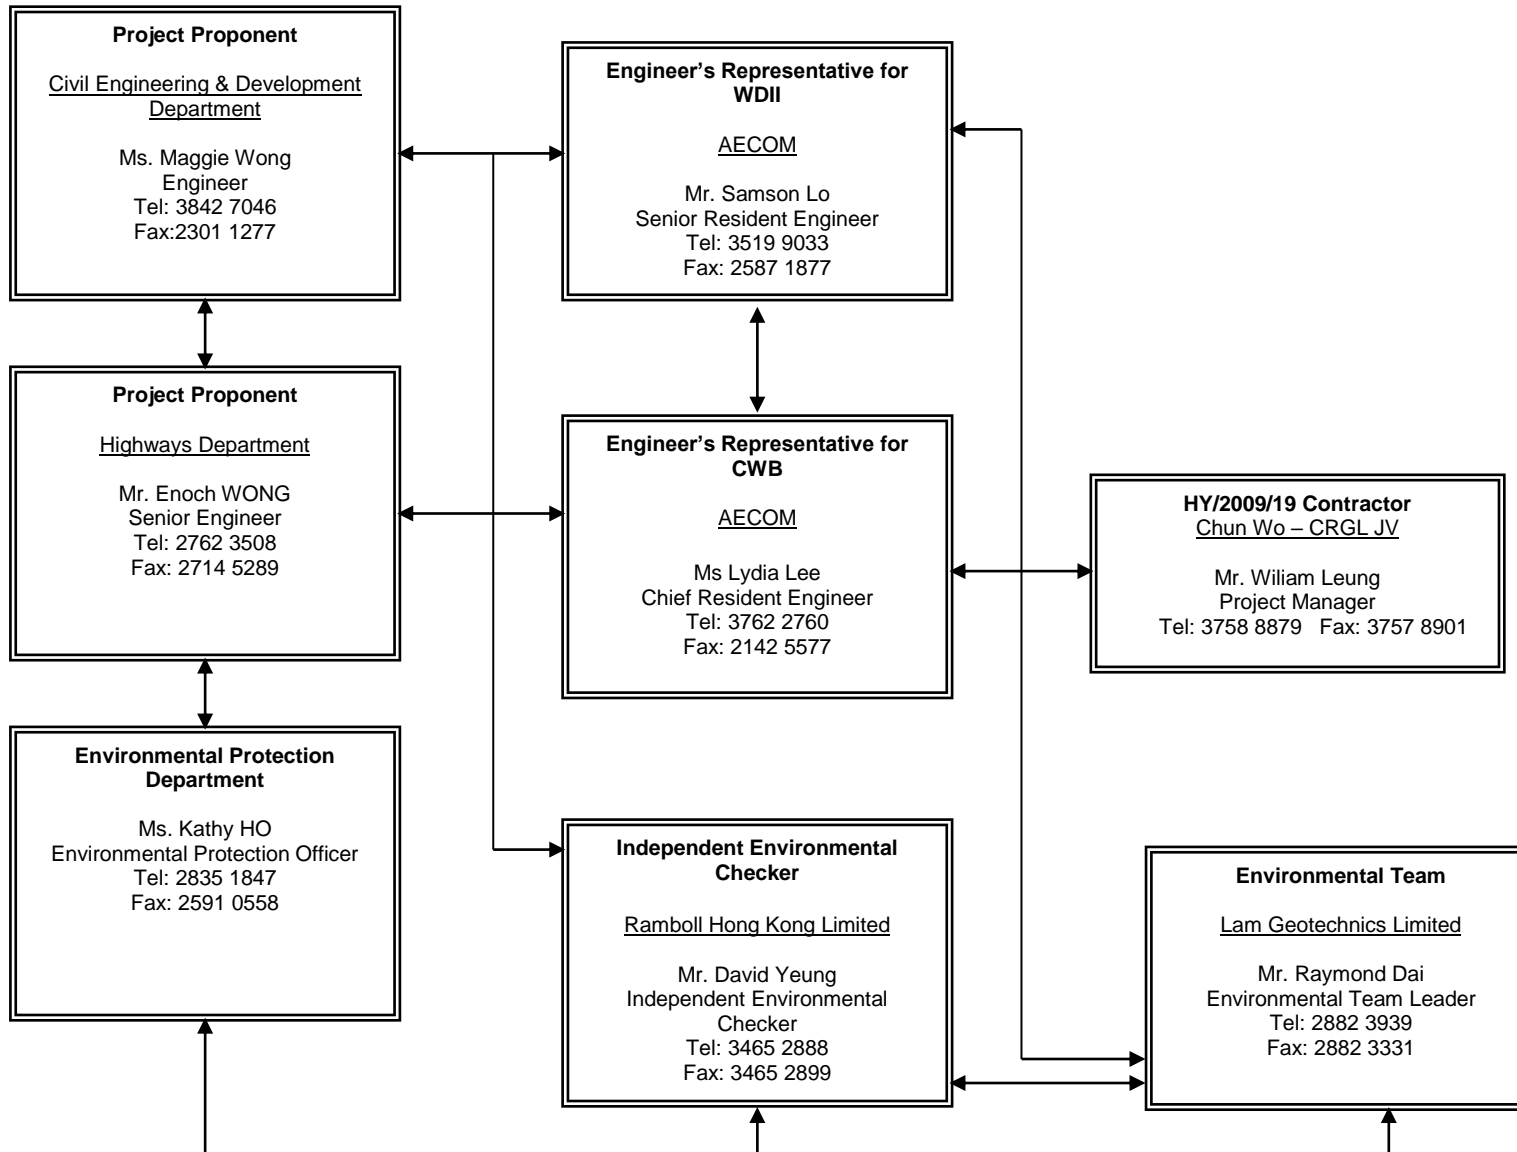 Project Proponent
Civil Engineering & Development
Department
Ms. Maggie Wong
Engineer
Tel: 3842 7046
Fax:2301 1277
Engineer’s Representative for
WDII
AECOM
Mr. Samson Lo
Senior Resident Engineer
Tel: 3519 9033
Fax: 2587 1877
Project Proponent
Highways Department
Mr. Enoch WONG
Senior Engineer
Tel: 2762 3508
Fax: 2714 5289
Engineer’s Representative for
CWB
AECOM
Ms Lydia Lee
Chief Resident Engineer
Tel: 3762 2760
Fax: 2142 5577
HY/2009/19 Contractor
Chun Wo – CRGL JV
Mr. Wiliam Leung
Project Manager
Tel: 3758 8879   Fax: 3757 8901
Environmental Protection
Department
Ms. Kathy HO
Environmental Protection Officer
Tel: 2835 1847
Fax: 2591 0558
Independent Environmental
Checker
Ramboll Hong Kong Limited
Mr. David Yeung
Independent Environmental
Checker
Tel: 3465 2888
Fax: 3465 2899
Environmental Team
Lam Geotechnics Limited
Mr. Raymond Dai
Environmental Team Leader
Tel: 2882 3939
Fax: 2882 3331